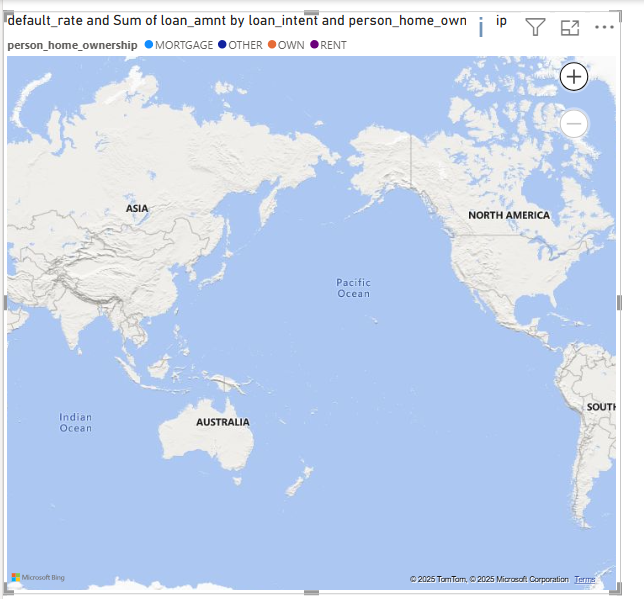 default_rate and Sum of loan_amnt by loan_intent and person_home_own i ip
person_home_ownership MORTGAGE OTHER OWN RENT
ASIA
NORTH AMERICA
Pacific
Ocean
SOUTH
Indian
Ocean
AUSTRALIA
Microsoft Bing
© 2025 TomTom, © 2025 Microsoft Corporation Terms